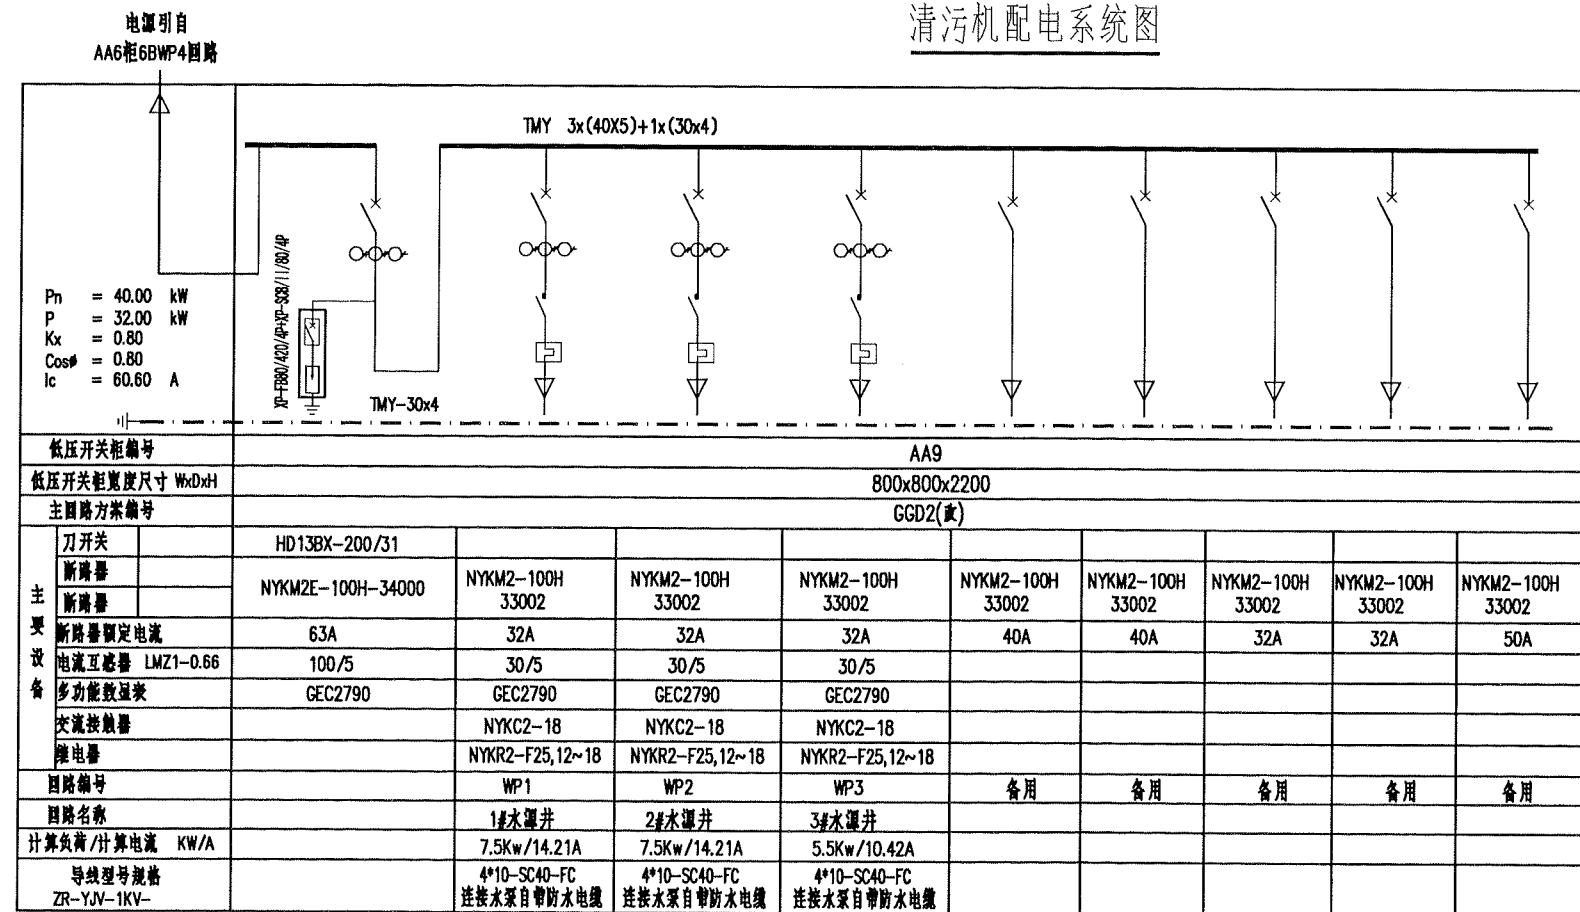 清污机配电系统图
电源引自
AA6柜6BWP4回路
TMY 3x(40X5)+1x(30x4)
XP-FB80/420/4P+XP-SCB/11/80/4P
Pn = 40.00 kW
P = 32.00 kW
Kx = 0.80
Cosø = 0.80
Ic = 60.60 A
TMY-30x4
低压开关柜编号 AA9
低压开关柜宽度尺寸 WxDxH 800x800x2200
主回路方案编号 GGD2(改)
主要设备
刀开关 HD13BX-200/31
断路器
断路器
NYKM2E-100H-34000 NYKM2-100H NYKM2-100H NYKM2-100H NYKM2-100H NYKM2-100H NYKM2-100H NYKM2-100H NYKM2-100H
33002 33002 33002 33002 33002 33002 33002 33002
断路器额定电流 63A 32A 32A 32A 40A 40A 32A 32A 50A
电流互感器 LMZ1-0.66 100/5 30/5 30/5 30/5
多功能数显表 GEC2790 GEC2790 GEC2790 GEC2790
交流接触器 NYKC2-18 NYKC2-18 NYKC2-18
继电器 NYKR2-F25,12~18 NYKR2-F25,12~18 NYKR2-F25,12~18
回路编号 WP1 WP2 WP3 备用 备用 备用 备用 备用
回路名称 1#水源井 2#水源井 3#水源井
计算负荷/计算电流 KW/A 7.5Kw/14.21A 7.5Kw/14.21A 5.5Kw/10.42A
导线型号规格 4*10-SC40-FC 4*10-SC40-FC 4*10-SC40-FC
ZR-YJV-1KV- 连接水泵自带防水电缆 连接水泵自带防水电缆 连接水泵自带防水电缆